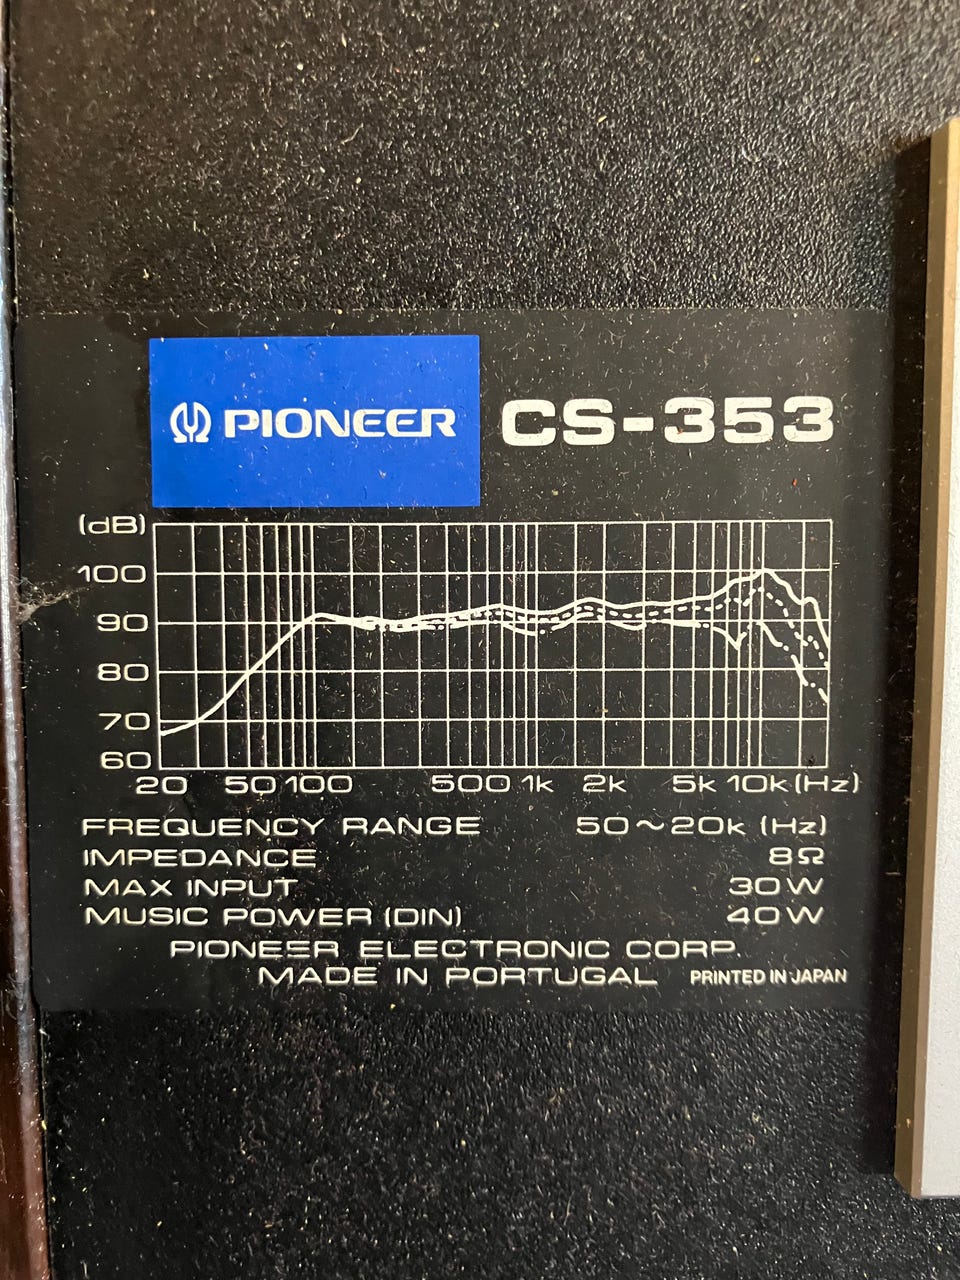 PIONEER CS-353
(dB)
100
90
80
70
60
20 50 100 500 1k 2k 5k 10k (Hz)
FREQUENCY RANGE 50~20k (Hz)
IMPEDANCE 8Ω
MAX INPUT 30W
MUSIC POWER (DIN) 40W
PIONEER ELECTRONIC CORP.
MADE IN PORTUGAL PRINTED IN JAPAN